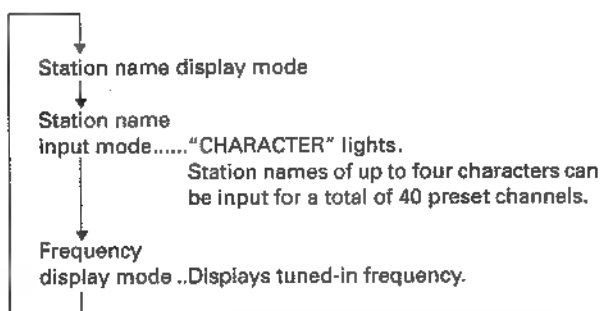 Station name display mode
Station name
input mode......"CHARACTER" lights.
Station names of up to four characters can
be input for a total of 40 preset channels.
Frequency
display mode ..Displays tuned-in frequency.